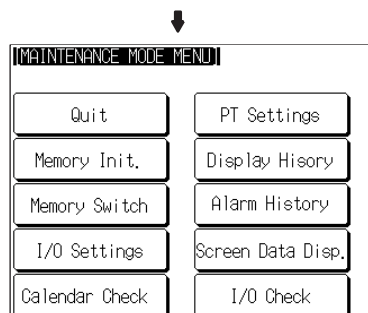 [MAINTENANCE MODE MENU]
Quit
PT Settings
Memory Init.
Display Hisory
Memory Switch
Alarm History
I/O Settings
Screen Data Disp.
Calendar Check
I/O Check